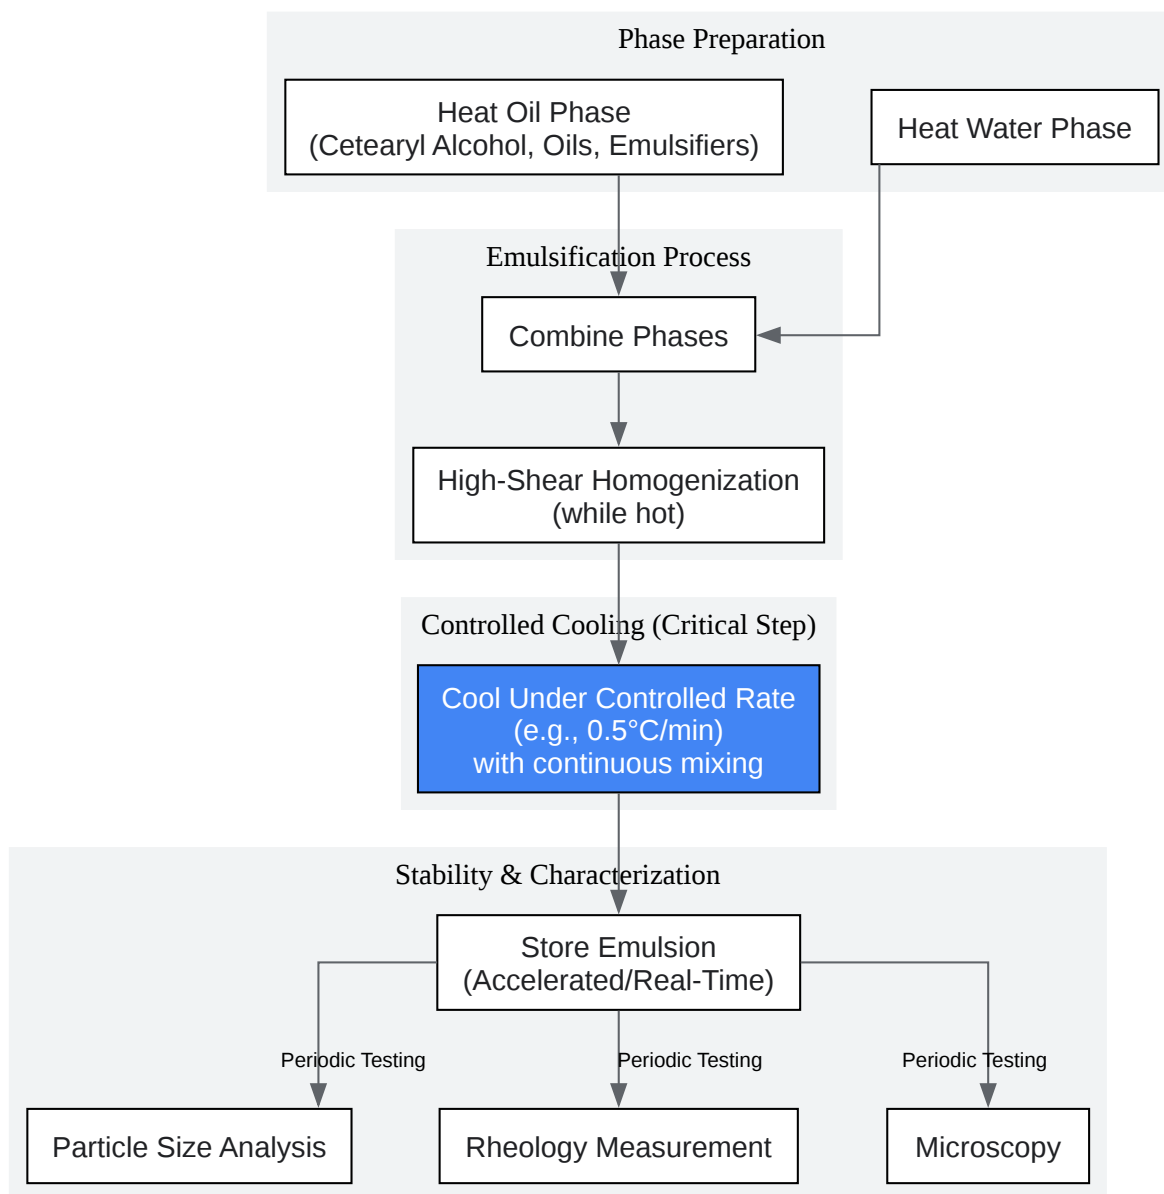 Phase Preparation
Heat Oil Phase
(Cetearyl Alcohol, Oils, Emulsifiers)
Heat Water Phase
Emulsification Process
Combine Phases
High-Shear Homogenization
(while hot)
Controlled Cooling (Critical Step)
Cool Under Controlled Rate
(e.g., 0.5°C/min)
with continuous mixing
Stability & Characterization
Store Emulsion
(Accelerated/Real-Time)
Periodic Testing
Periodic Testing
Periodic Testing
Particle Size Analysis
Rheology Measurement
Microscopy